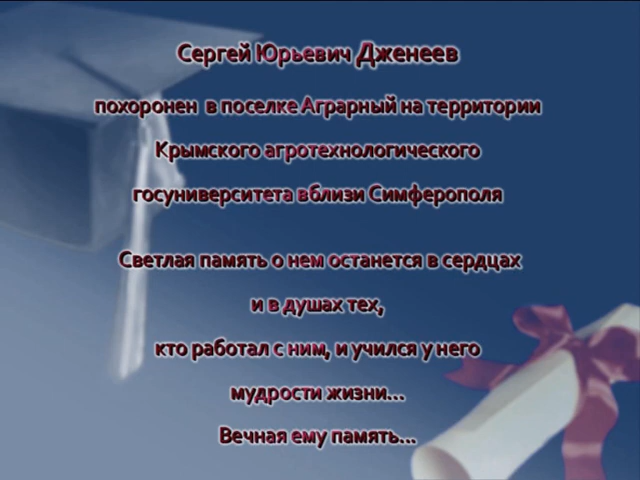 Сергей Юрьевич Дженеев
похоронен в поселке Аграрный на территории
Крымского агротехнологического
госуниверситета вблизи Симферополя
Светлая память о нем останется в сердцах
и в душах тех,
кто работал с ним, и учился у него
мудрости жизни...
Вечная ему память...